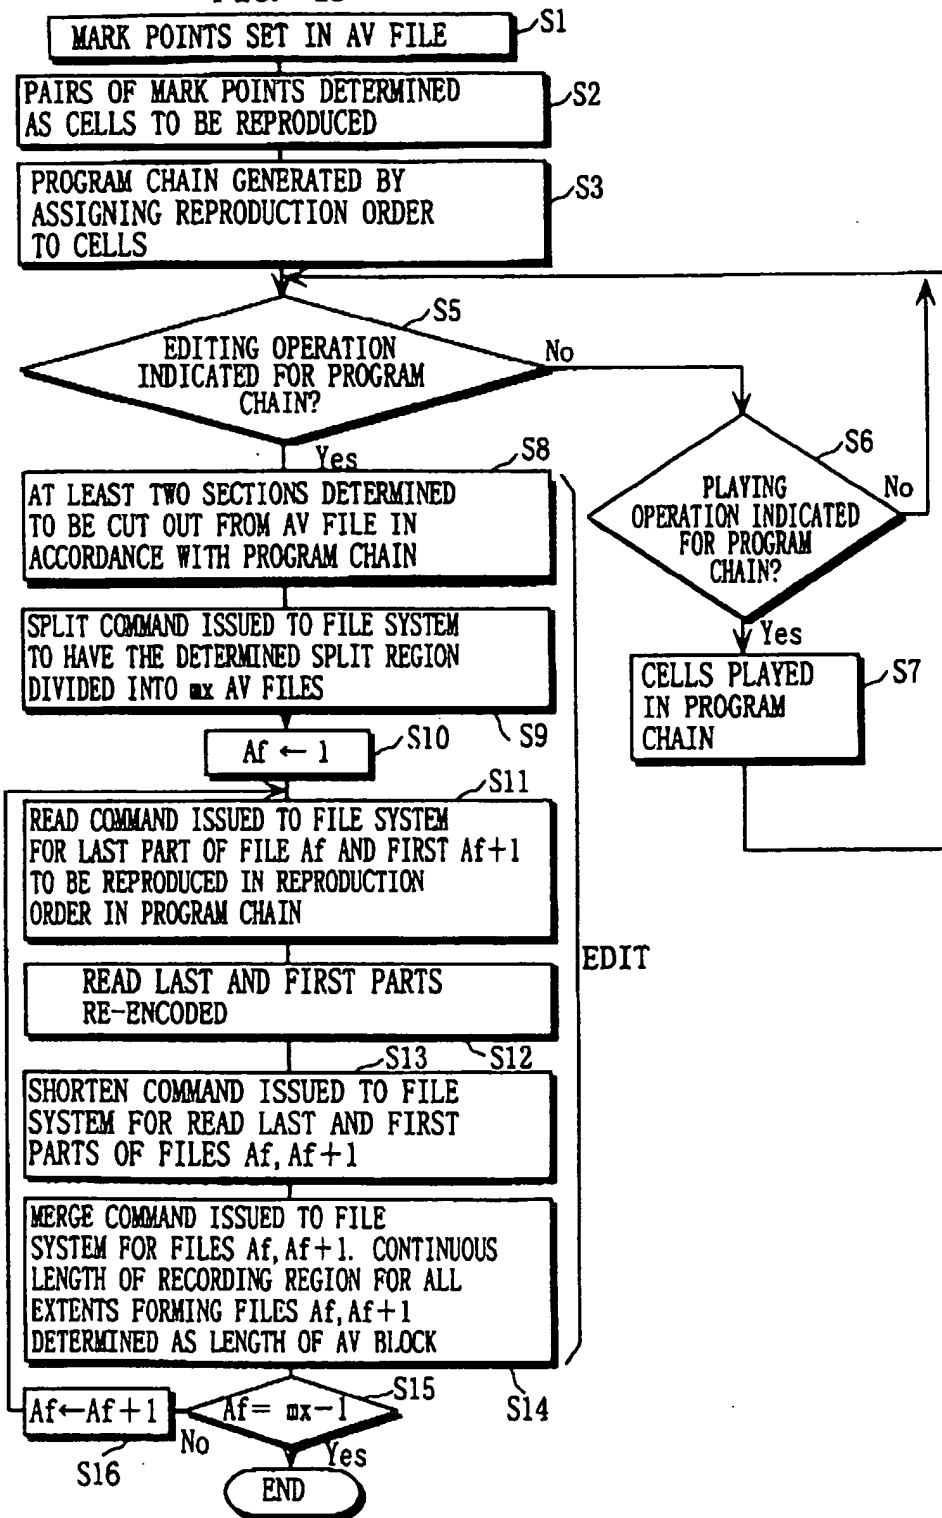 MARK POINTS SET IN AV FILE
S1
PAIRS OF MARK POINTS DETERMINED
AS CELLS TO BE REPRODUCED
S2
PROGRAM CHAIN GENERATED BY
ASSIGNING REPRODUCTION ORDER
TO CELLS
S3
S5
EDITING OPERATION
INDICATED FOR PROGRAM
CHAIN?
No
Yes
S6
PLAYING
OPERATION INDICATED
FOR PROGRAM
CHAIN?
No
Yes
CELLS PLAYED
IN PROGRAM
CHAIN
S7
S8
AT LEAST TWO SECTIONS DETERMINED
TO BE CUT OUT FROM AV FILE IN
ACCORDANCE WITH PROGRAM CHAIN
SPLIT COMMAND ISSUED TO FILE SYSTEM
TO HAVE THE DETERMINED SPLIT REGION
DIVIDED INTO mx AV FILES
S9
Af ← 1
S10
S11
READ COMMAND ISSUED TO FILE SYSTEM
FOR LAST PART OF FILE Af AND FIRST Af+1
TO BE REPRODUCED IN REPRODUCTION
ORDER IN PROGRAM CHAIN
EDIT
READ LAST AND FIRST PARTS
RE-ENCODED
S12
S13
SHORTEN COMMAND ISSUED TO FILE
SYSTEM FOR READ LAST AND FIRST
PARTS OF FILES Af, Af+1
MERGE COMMAND ISSUED TO FILE
SYSTEM FOR FILES Af, Af+1. CONTINUOUS
LENGTH OF RECORDING REGION FOR ALL
EXTENTS FORMING FILES Af, Af+1
DETERMINED AS LENGTH OF AV BLOCK
S14
Af= mx-1
S15
Af←Af+1
S16
No
Yes
END